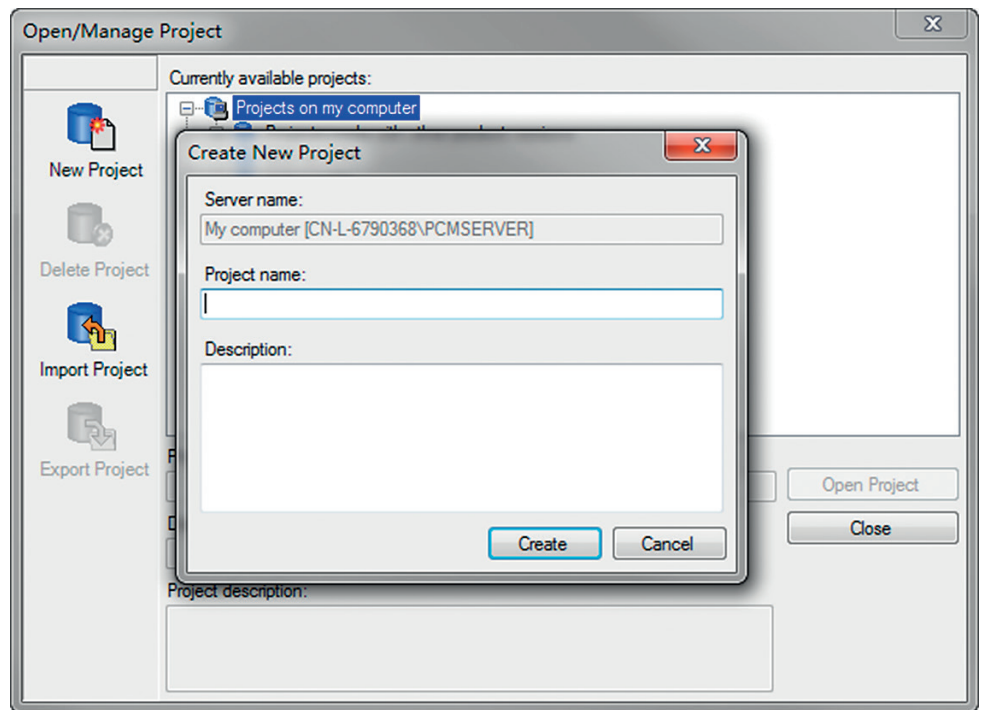 Open/Manage Project
Currently available projects:
Projects on my computer
New Project
Delete Project
Import Project
Export Project
Create New Project
Server name:
My computer [CN-L-6790368\PCMSERVER]
Project name:
Description:
Create
Cancel
Open Project
Close
Project description: